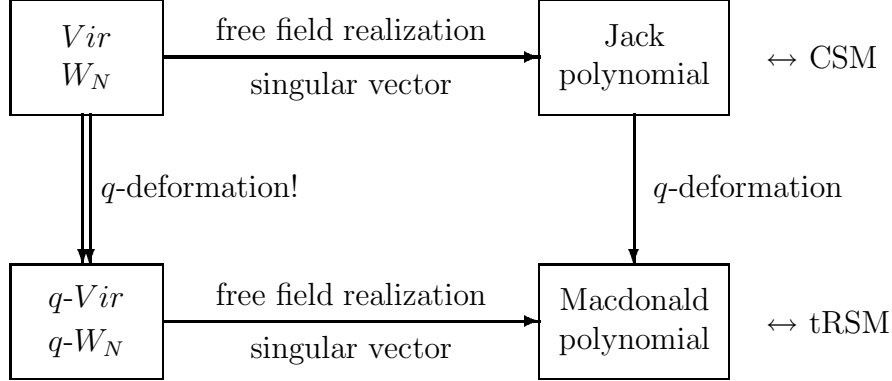 Vir
W_N
free field realization
singular vector
Jack
polynomial
↔ CSM
q-deformation!
q-deformation
q-Vir
q-W_N
free field realization
singular vector
Macdonald
polynomial
↔ tRSM